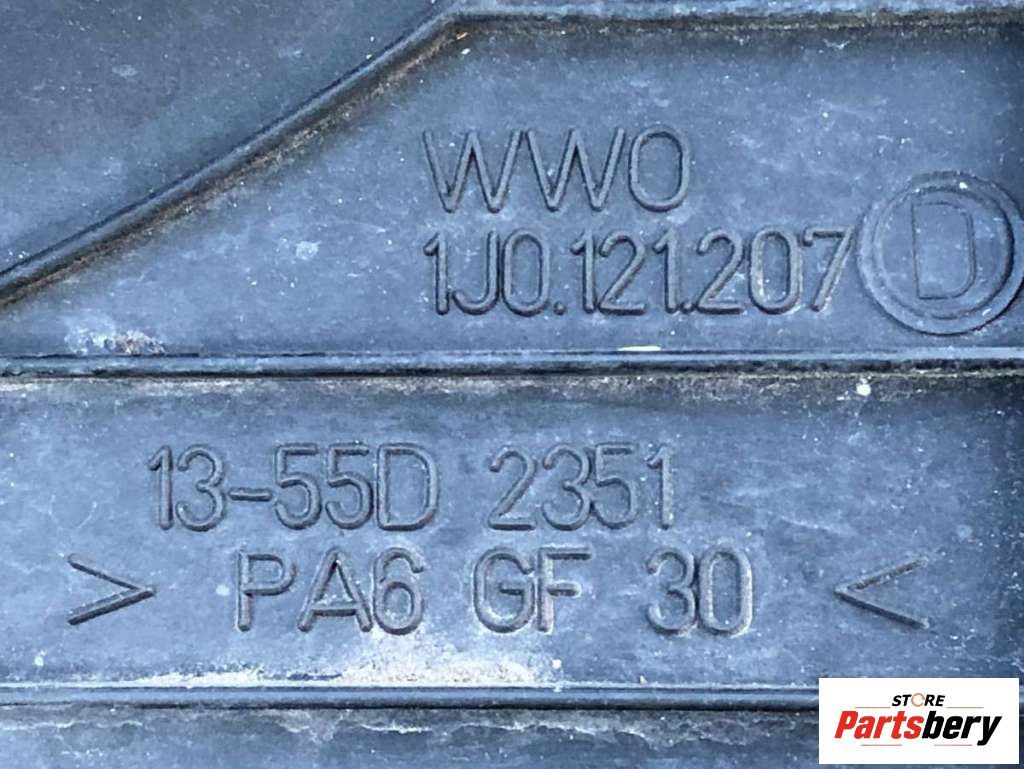 WWO
1J0.121.207 D
13-55D 2351
> PA6 GF 30 <
STORE
Partsbery